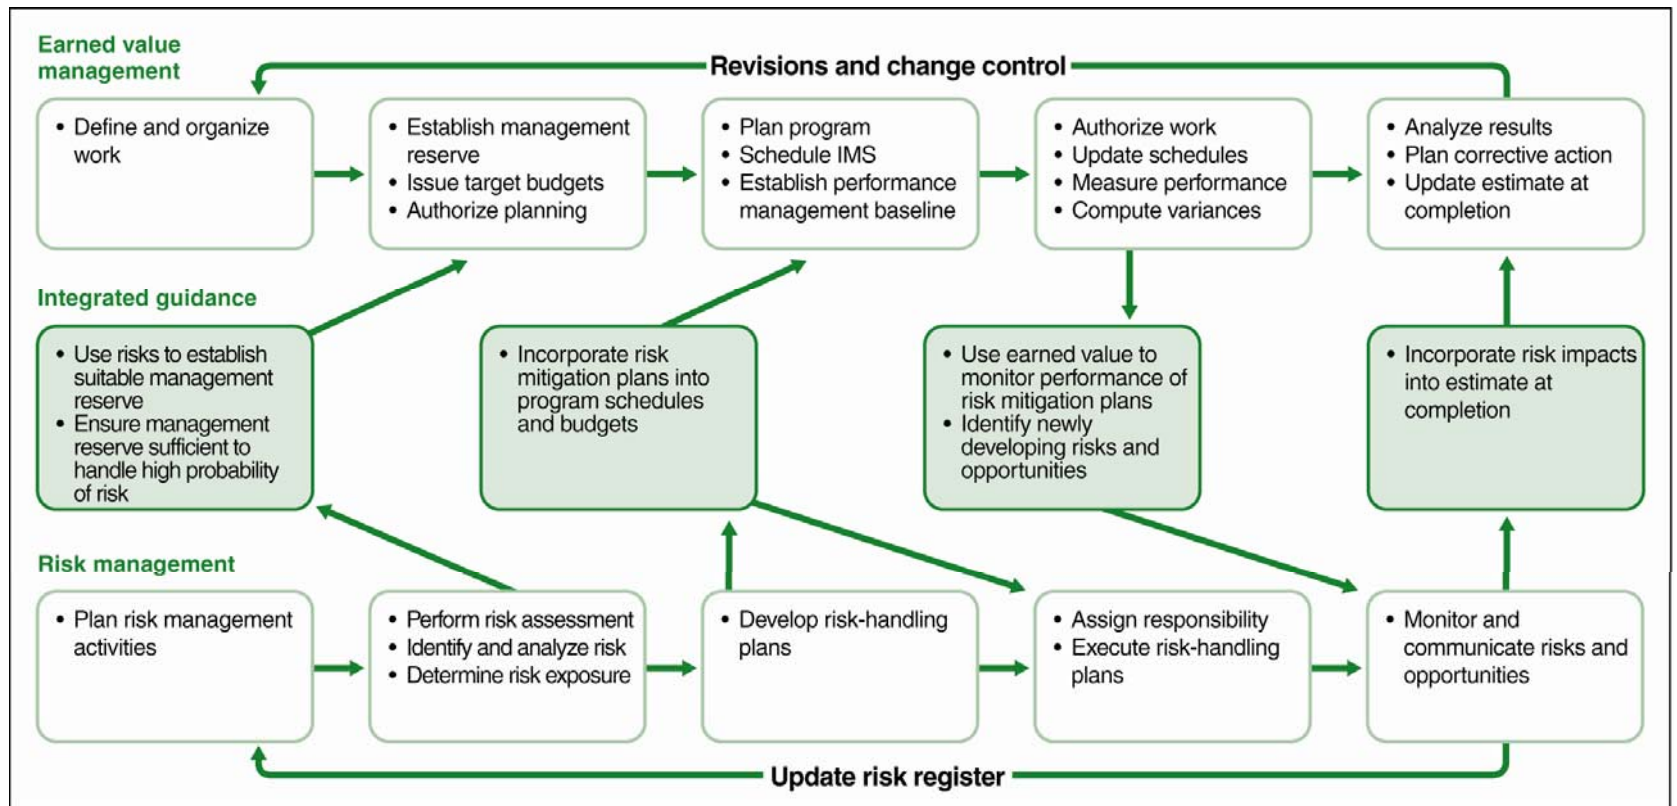 Earned value
management
Revisions and change control
• Define and organize
work
• Establish management
reserve
• Issue target budgets
• Authorize planning
• Plan program
• Schedule IMS
• Establish performance
management baseline
• Authorize work
• Update schedules
• Measure performance
• Compute variances
• Analyze results
• Plan corrective action
• Update estimate at
completion
Integrated guidance
• Use risks to establish
suitable management
reserve
• Ensure management
reserve sufficient to
handle high probability
of risk
• Incorporate risk
mitigation plans into
program schedules
and budgets
• Use earned value to
monitor performance of
risk mitigation plans
• Identify newly
developing risks and
opportunities
• Incorporate risk impacts
into estimate at
completion
Risk management
• Plan risk management
activities
• Perform risk assessment
• Identify and analyze risk
• Determine risk exposure
• Develop risk-handling
plans
• Assign responsibility
• Execute risk-handling
plans
• Monitor and
communicate risks and
opportunities
Update risk register